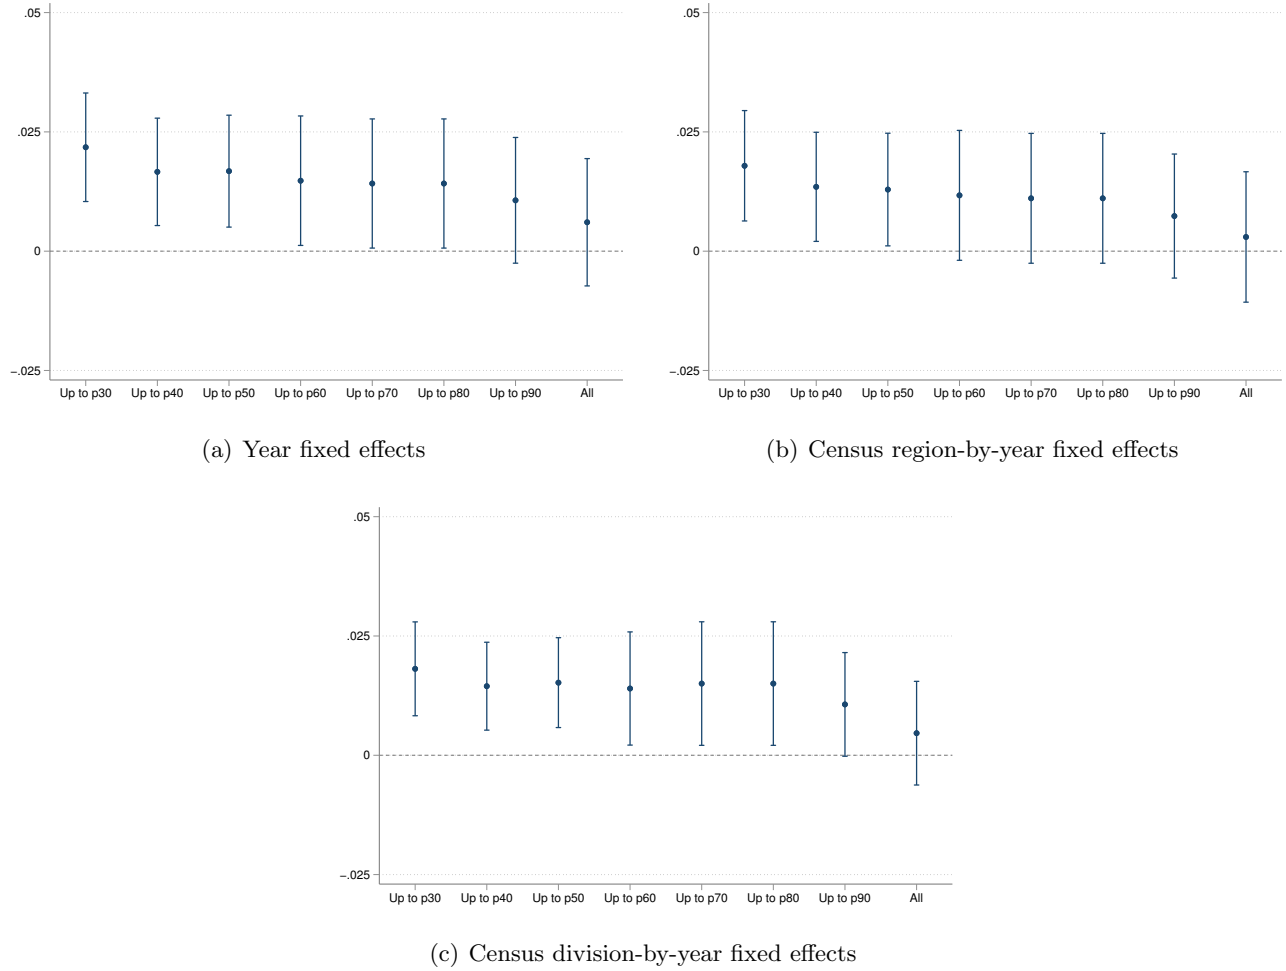 .05
.025
0
−.025
Up to p30 Up to p40 Up to p50 Up to p60 Up to p70 Up to p80 Up to p90 All
(a) Year fixed effects
.05
.025
0
−.025
Up to p30 Up to p40 Up to p50 Up to p60 Up to p70 Up to p80 Up to p90 All
(b) Census region-by-year fixed effects
.05
.025
0
−.025
Up to p30 Up to p40 Up to p50 Up to p60 Up to p70 Up to p80 Up to p90 All
(c) Census division-by-year fixed effects